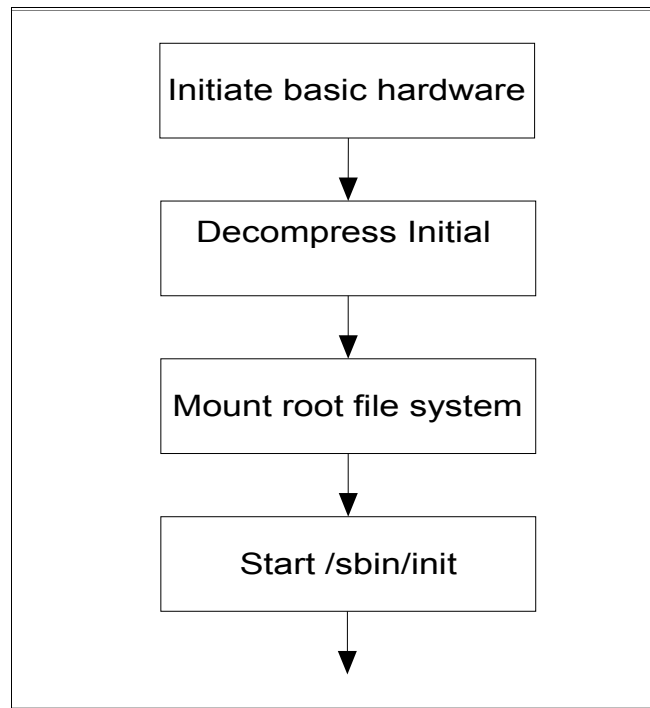 Initiate basic hardware
Decompress Initial
Mount root file system
Start /sbin/init